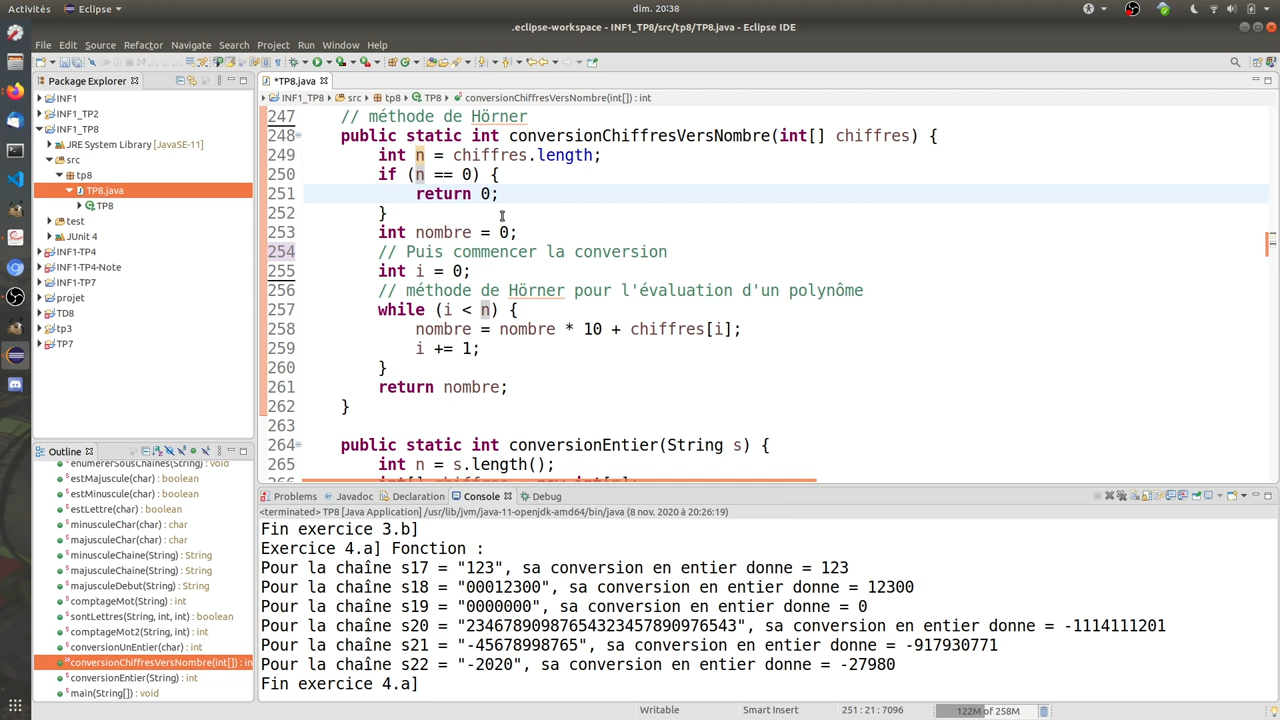 Activités
Eclipse
dim. 20:38
.eclipse-workspace - INF1_TP8/src/tp8/TP8.java - Eclipse IDE
File Edit Source Refactor Navigate Search Project Run Window Help
Package Explorer
INF1
INF1_TP2
INF1_TP8
JRE System Library [JavaSE-11]
src
tp8
TP8.java
TP8
test
JUnit 4
INF1-TP4
INF1-TP4-Note
INF1-TP7
projet
TD8
tp3
TP7
Outline
enumererSousChaines(String) : void
estMajuscule(char) : boolean
estMinuscule(char) : boolean
estLettre(char) : boolean
minusculeChar(char) : char
majusculeChar(char) : char
minusculeChaine(String) : String
majusculeChaine(String) : String
majusculeDebut(String) : String
comptageMot(String) : int
sontLettres(String, int, int) : boolean
comptageMot2(String) : int
conversionUnEntier(char) : int
conversionChiffresVersNombre(int[]) : in
conversionEntier(String) : int
main(String[]) : void
*TP8.java
INF1_TP8 src tp8 TP8 conversionChiffresVersNombre(int[]) : int
247 // méthode de Hörner
248 public static int conversionChiffresVersNombre(int[] chiffres) {
249 int n = chiffres.length;
250 if (n == 0) {
251 return 0;
252 }
253 int nombre = 0;
254 // Puis commencer la conversion
255 int i = 0;
256 // méthode de Hörner pour l'évaluation d'un polynôme
257 while (i < n) {
258 nombre = nombre * 10 + chiffres[i];
259 i += 1;
260 }
261 return nombre;
262 }
263
264 public static int conversionEntier(String s) {
265 int n = s.length();
Problems Javadoc Declaration Console Debug
<terminated> TP8 [Java Application] /usr/lib/jvm/java-11-openjdk-amd64/bin/java (8 nov. 2020 à 20:26:19)
Fin exercice 3.b]
Exercice 4.a] Fonction :
Pour la chaîne s17 = "123", sa conversion en entier donne = 123
Pour la chaîne s18 = "00012300", sa conversion en entier donne = 12300
Pour la chaîne s19 = "0000000", sa conversion en entier donne = 0
Pour la chaîne s20 = "23467890987654323457890976543", sa conversion en entier donne = -1114111201
Pour la chaîne s21 = "-45678998765", sa conversion en entier donne = -917930771
Pour la chaîne s22 = "-2020", sa conversion en entier donne = -27980
Fin exercice 4.a]
Writable
Smart Insert
251 : 21 : 7096
122M of 258M